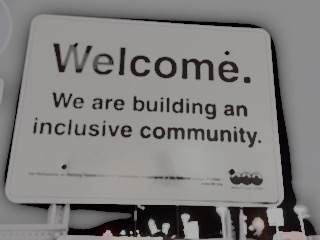 Welcome.
We are building an
inclusive community.